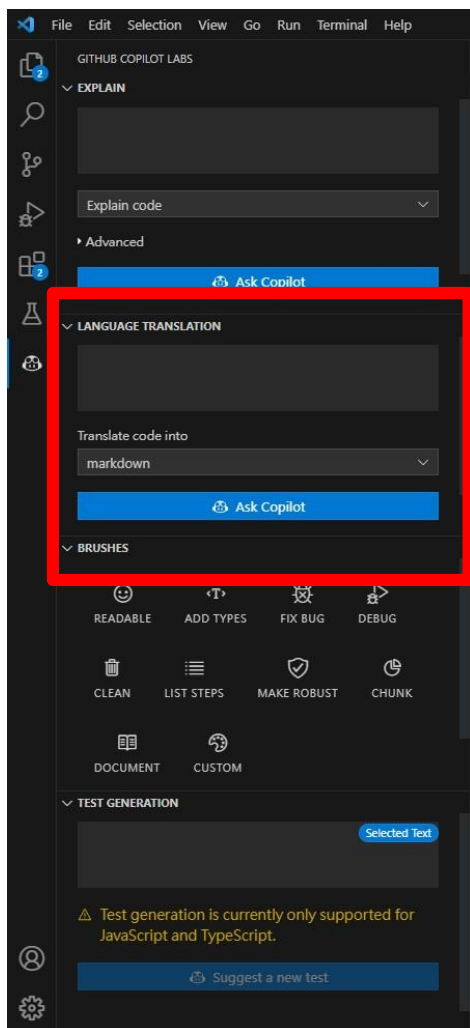 File Edit Selection View Go Run Terminal Help
GITHUB COPILOT LABS
EXPLAIN
Explain code
Advanced
Ask Copilot
LANGUAGE TRANSLATION
Translate code into
markdown
Ask Copilot
BRUSHES
READABLE ADD TYPES FIX BUG DEBUG
CLEAN LIST STEPS MAKE ROBUST CHUNK
DOCUMENT CUSTOM
TEST GENERATION
Selected Text
Test generation is currently only supported for
JavaScript and TypeScript.
Suggest a new test
2
2